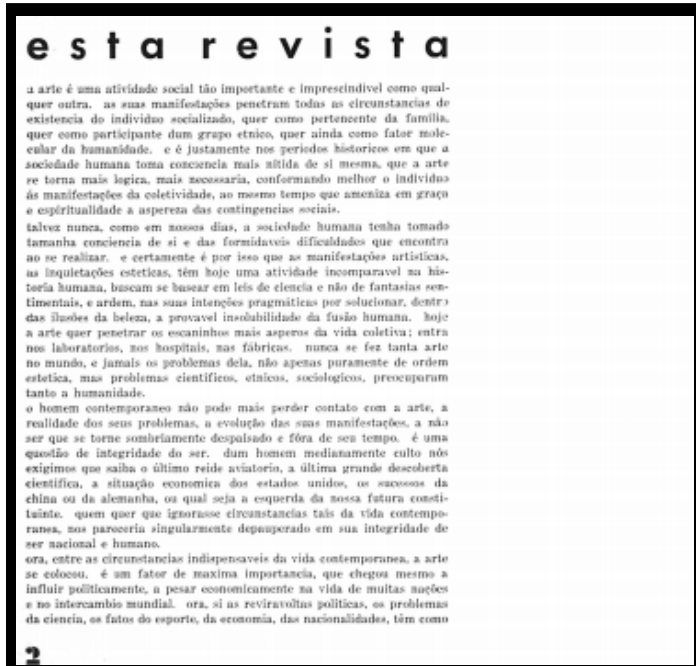 esta revista
a arte é uma atividade social tão importante e imprescindivel como qual-
quer outra. as suas manifestações penetram todas as circunstancias de
existencia do individuo socializado, quer como pertencente da familia,
quer como participante dum grupo etnico, quer ainda como fator mole-
cular da humanidade. e é justamente nos periodos historicos em que a
sociedade humana toma conciencia mais nitida de si mesma, que a arte
se torna mais logica, mais necessaria, conformando melhor o individuo
ás manifestações da coletividade, ao mesmo tempo que ameniza em graça
e espiritualidade a aspereza das contingencias sociais.
talvez nunca, como em nossos dias, a sociedade humana tenha tomado
tamanha conciencia de si e das formidaveis dificuldades que encontra
ao se realizar. e certamente é por isso que as manifestações artisticas,
as inquietações esteticas, têm hoje uma atividade incomparavel na his-
toria humana, buscam se basear em leis de ciencia e não de fantasias sen-
timentais, e ardem, nas suas intenções pragmáticas por solucionar, dentro
das ilusões da beleza, a provavel insolubilidade da fusão humana. hoje
a arte quer penetrar os escaninhos mais asperos da vida coletiva; entra
nos laboratorios, nos hospitais, nas fábricas. nunca se fez tanta arte
no mundo, e jamais os problemas dela, não apenas puramente de ordem
estetica, mas problemas cientificos, etnicos, sociologicos, preocuparam
tanto a humanidade.
o homem contemporaneo não pode mais perder contato com a arte, a
realidade dos seus problemas, a evolução das suas manifestações, a não
ser que se torne sombriamente despaisado e fóra de seu tempo. é uma
questão de integridade do ser. dum homem medianamente culto nós
exigimos que saiba o último reide aviatorio, a última grande descoberta
cientifica, a situação economica dos estados unidos, os sucessos da
china ou da alemanha, ou qual seja a esquerda da nossa futura consti-
tuinte. quem quer que ignorasse circunstancias tais da vida contempo-
ranea, nos pareceria singularmente depauperado em sua integridade de
ser nacional e humano.
ora, entre as circunstancias indispensaveis da vida contemporanea, a arte
se colocou. é um fator de maxima importancia, que chegou mesmo a
influir politicamente, a pesar economicamente na vida de muitas nações
e no intercambio mundial. ora, si as reviravoltas politicas, os problemas
da ciencia, os fatos do esporte, da economia, das nacionalidades, têm como
2